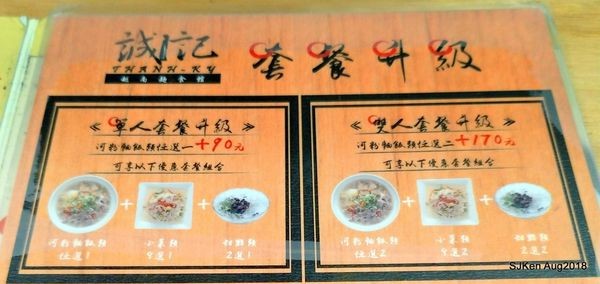 誠記
THANH-KY
越南麵食館
套餐升級
《單人套餐升級》
河粉麵飯類任選一+90元
可享以下優惠套餐組合
+ +
河粉麵飯類 小菜類 甜點類
任選1 9選1 2選1
《雙人套餐升級》
河粉麵飯類任選二+170元
可享以下優惠套餐組合
+ +
河粉麵飯類 小菜類 甜點類
任選2 9選2 2選2
SJKen Aug2018